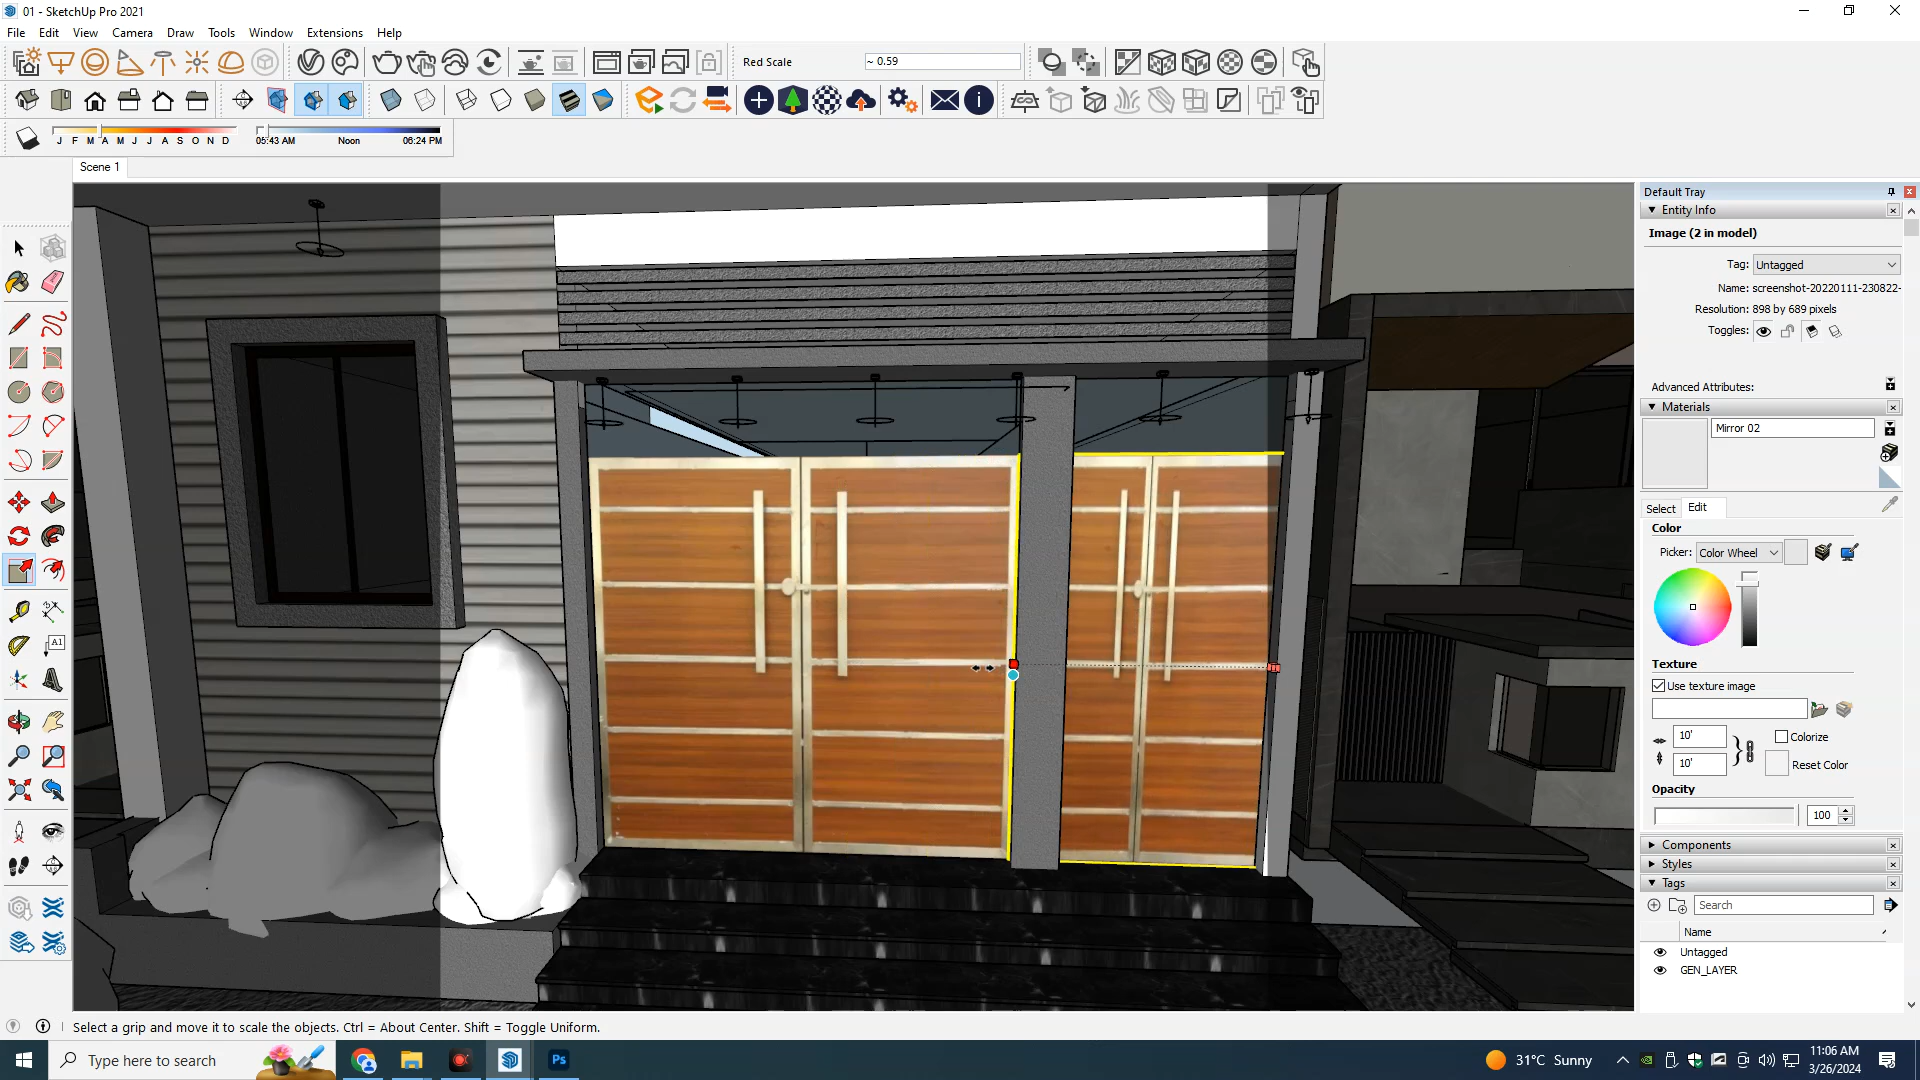 01 - SketchUp Pro 2021
File Edit View Camera Draw Tools Window Extensions Help
Red Scale ~ 0.59
J F M A M J J A S O N D 05:43 AM Noon 06:24 PM
Scene 1
Default Tray
Entity Info
Image (2 in model)
Tag: Untagged
Name: screenshot-20220111-230822-
Resolution: 898 by 689 pixels
Toggles:
Advanced Attributes:
Materials
Mirror 02
Select Edit
Color
Picker: Color Wheel
Texture
Use texture image
10'
Colorize
10'
Reset Color
Opacity
100
Components
Styles
Tags
Search
Name
Untagged
GEN_LAYER
A1
Select a grip and move it to scale the objects. Ctrl = About Center. Shift = Toggle Uniform.
Type here to search
Ps
31°C Sunny
11:06 AM
3/26/2024